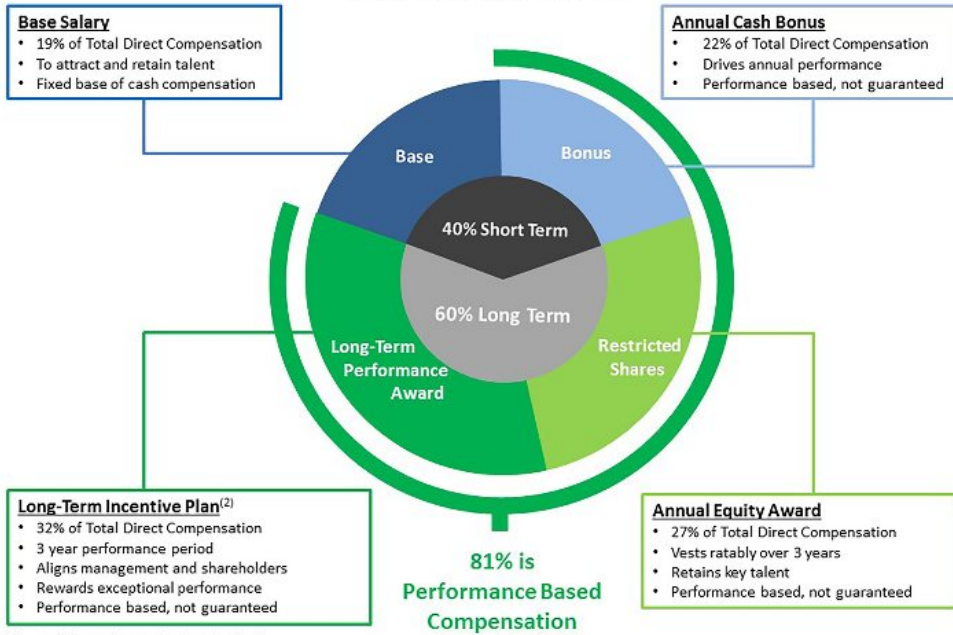 Base Salary
• 19% of Total Direct Compensation
• To attract and retain talent
• Fixed base of cash compensation
Annual Cash Bonus
• 22% of Total Direct Compensation
• Drives annual performance
• Performance based, not guaranteed
Base
Bonus
40% Short Term
60% Long Term
Long-Term
Performance
Award
Restricted
Shares
Long-Term Incentive Plan(2)
• 32% of Total Direct Compensation
• 3 year performance period
• Aligns management and shareholders
• Rewards exceptional performance
• Performance based, not guaranteed
81% is
Performance Based
Compensation
Annual Equity Award
• 27% of Total Direct Compensation
• Vests ratably over 3 years
• Retains key talent
• Performance based, not guaranteed